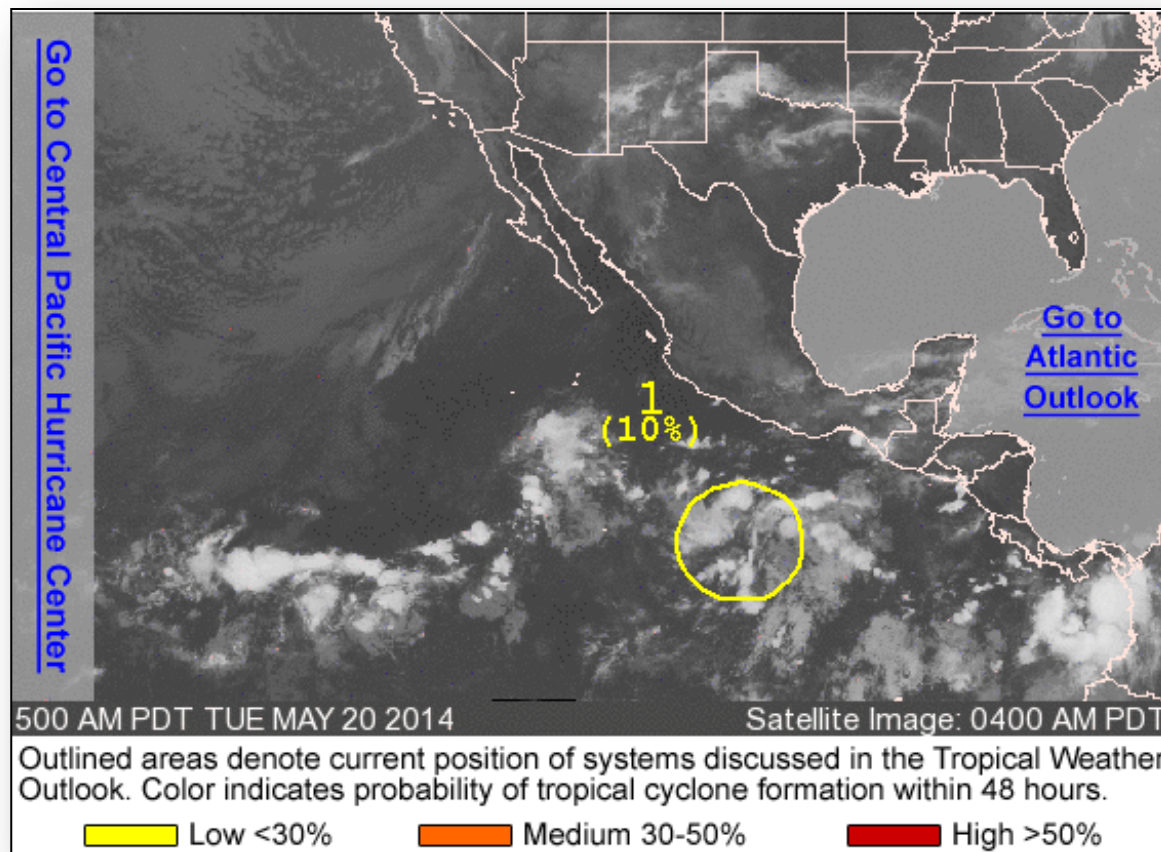 Go to Central Pacific Hurricane Center
Go to
Atlantic
Outlook
1
(10%)
500 AM PDT TUE MAY 20 2014
Satellite Image: 0400 AM PDT
Outlined areas denote current position of systems discussed in the Tropical Weather
Outlook. Color indicates probability of tropical cyclone formation within 48 hours.
Low <30%
Medium 30-50%
High >50%